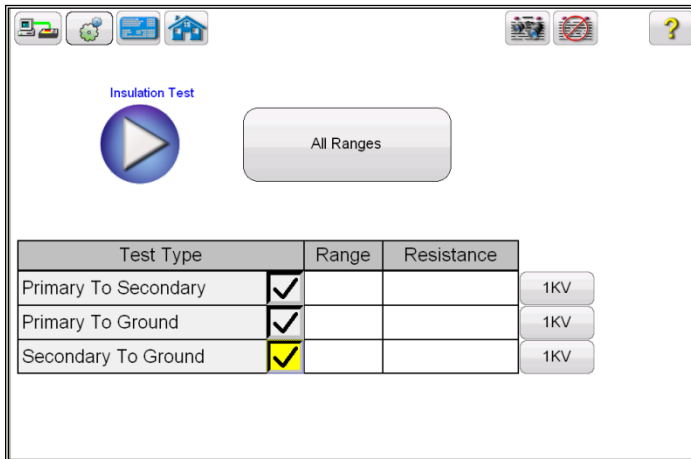 ?
Insulation Test
All Ranges
Test Type Range Resistance
Primary To Secondary 1KV
Primary To Ground 1KV
Secondary To Ground 1KV